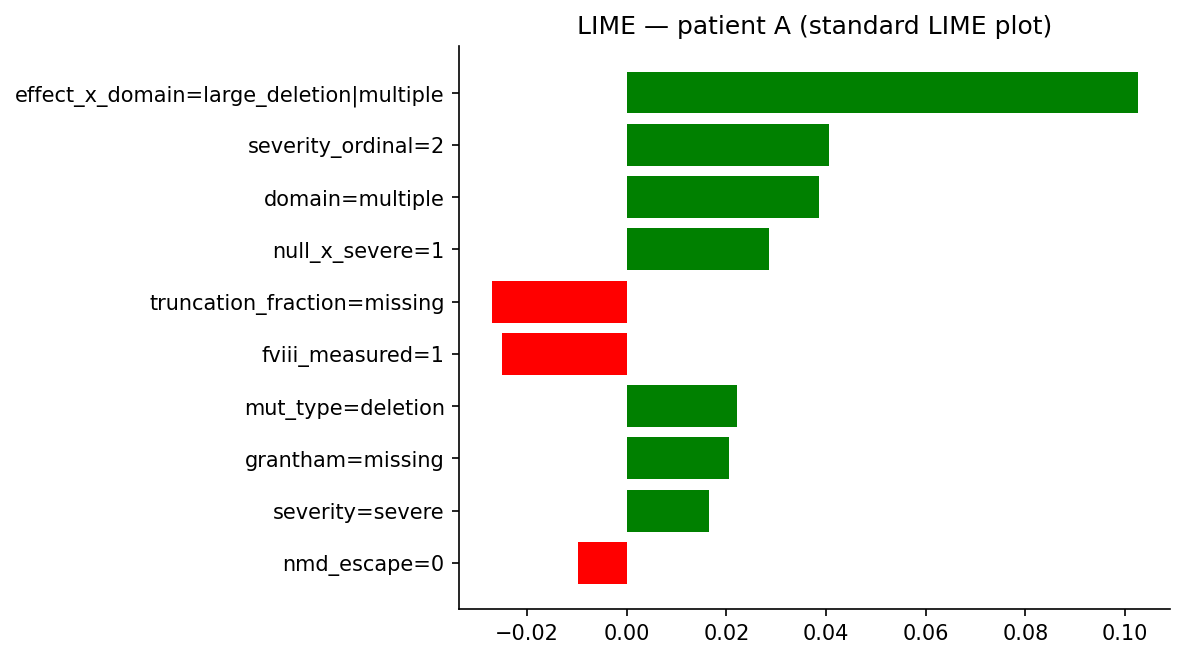 LIME — patient A (standard LIME plot)
effect_x_domain=large_deletion|multiple
severity_ordinal=2
domain=multiple
null_x_severe=1
truncation_fraction=missing
fviii_measured=1
mut_type=deletion
grantham=missing
severity=severe
nmd_escape=0
−0.02 0.00 0.02 0.04 0.06 0.08 0.10